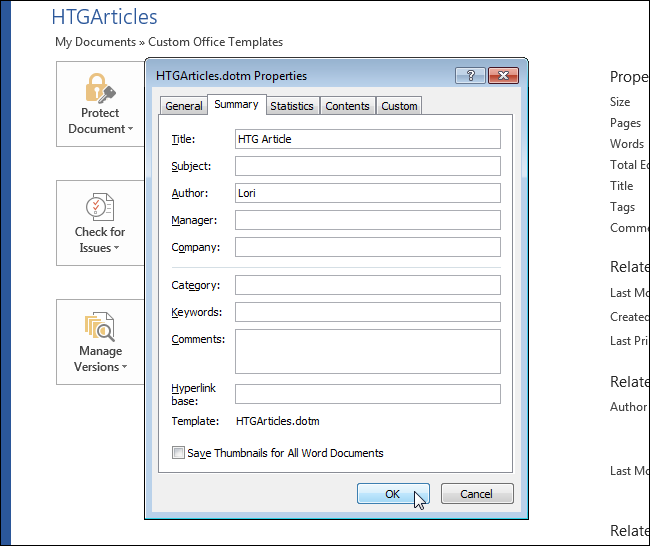 HTGArticles
My Documents » Custom Office Templates
Protect
Document
Check for
Issues
Manage
Versions
HTGArticles.dotm Properties
?
General
Summary
Statistics
Contents
Custom
Title: HTG Article
Subject:
Author: Lori
Manager:
Company:
Category:
Keywords:
Comments:
Hyperlink
base:
Template: HTGArticles.dotm
Save Thumbnails for All Word Documents
OK
Cancel
Prope
Size
Pages
Words
Total Ed
Title
Tags
Comme
Relate
Last Mo
Created
Last Pri
Relate
Author
Last Mo
Relate